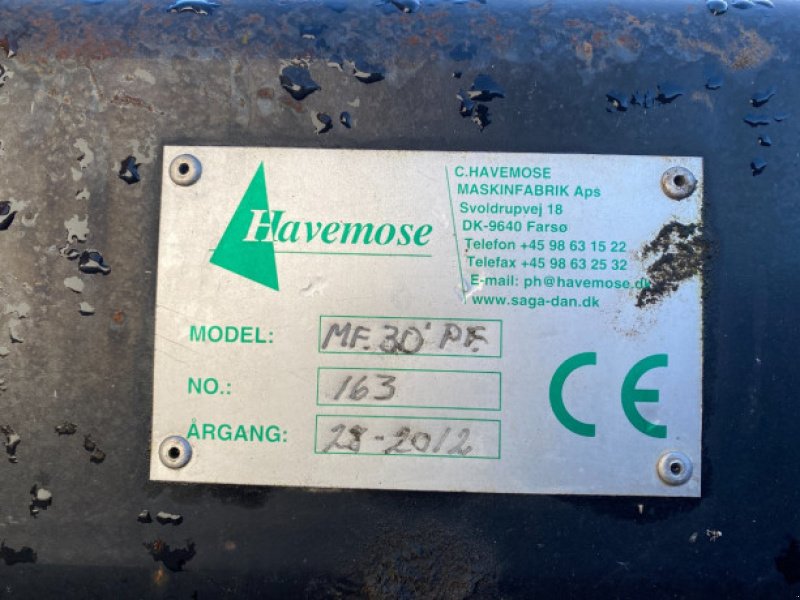 Havemose
C.HAVEMOSE
MASKINFABRIK Aps
Svoldrupvej 18
DK-9640 Farsø
Telefon +45 98 63 15 22
Telefax +45 98 63 25 32
E-mail: ph@havemose.dk
www.saga-dan.dk
MODEL: MF.30' PF.
NO.: 163
ÅRGANG: 28-2012
CE